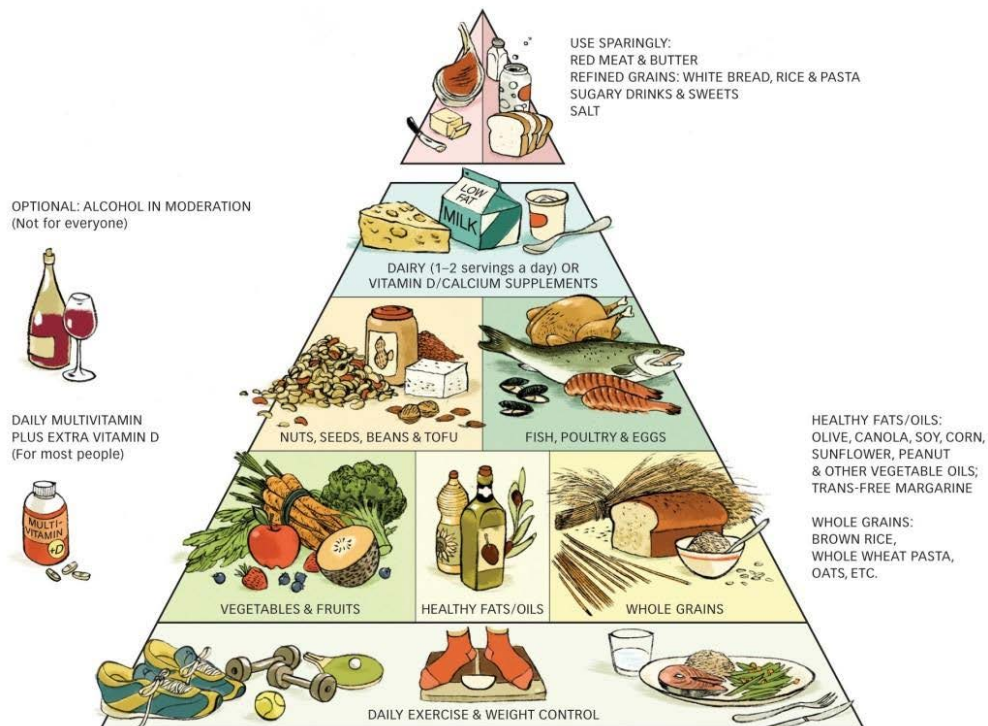 USE SPARINGLY:
RED MEAT & BUTTER
REFINED GRAINS: WHITE BREAD, RICE & PASTA
SUGARY DRINKS & SWEETS
SALT
OPTIONAL: ALCOHOL IN MODERATION
(Not for everyone)
LOW
FAT
MILK
DAIRY (1–2 servings a day) OR
VITAMIN D/CALCIUM SUPPLEMENTS
DAILY MULTIVITAMIN
PLUS EXTRA VITAMIN D
(For most people)
MULTI-
VITAMIN
+D
NUTS, SEEDS, BEANS & TOFU
FISH, POULTRY & EGGS
HEALTHY FATS/OILS:
OLIVE, CANOLA, SOY, CORN,
SUNFLOWER, PEANUT
& OTHER VEGETABLE OILS;
TRANS-FREE MARGARINE
WHOLE GRAINS:
BROWN RICE,
WHOLE WHEAT PASTA,
OATS, ETC.
VEGETABLES & FRUITS
HEALTHY FATS/OILS
WHOLE GRAINS
DAILY EXERCISE & WEIGHT CONTROL